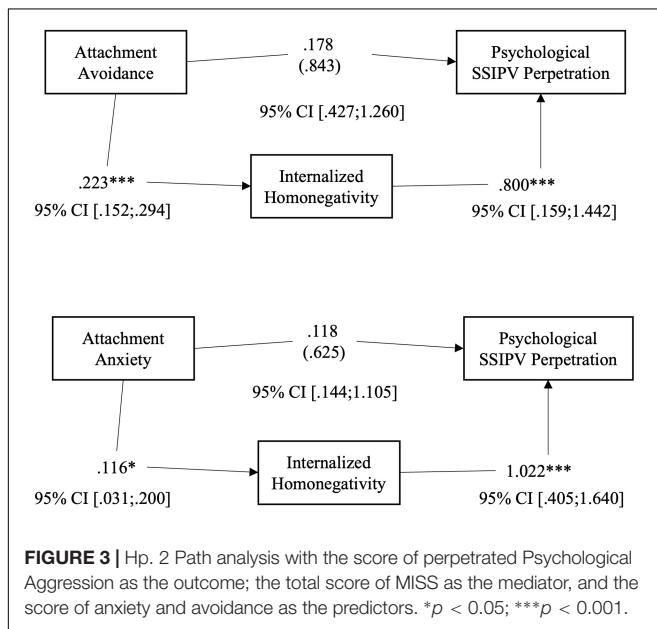 Attachment
Avoidance
.178
(.843)
Psychological
SSIPV Perpetration
95% CI [.427;1.260]
.223***
Internalized
Homonegativity
.800***
95% CI [.152;.294]
95% CI [.159;1.442]
Attachment
Anxiety
.118
(.625)
Psychological
SSIPV Perpetration
95% CI [.144;1.105]
.116*
Internalized
Homonegativity
1.022***
95% CI [.031;.200]
95% CI [.405;1.640]
FIGURE 3 | Hp. 2 Path analysis with the score of perpetrated Psychological
Aggression as the outcome; the total score of MISS as the mediator, and the
score of anxiety and avoidance as the predictors. *p < 0.05; ***p < 0.001.